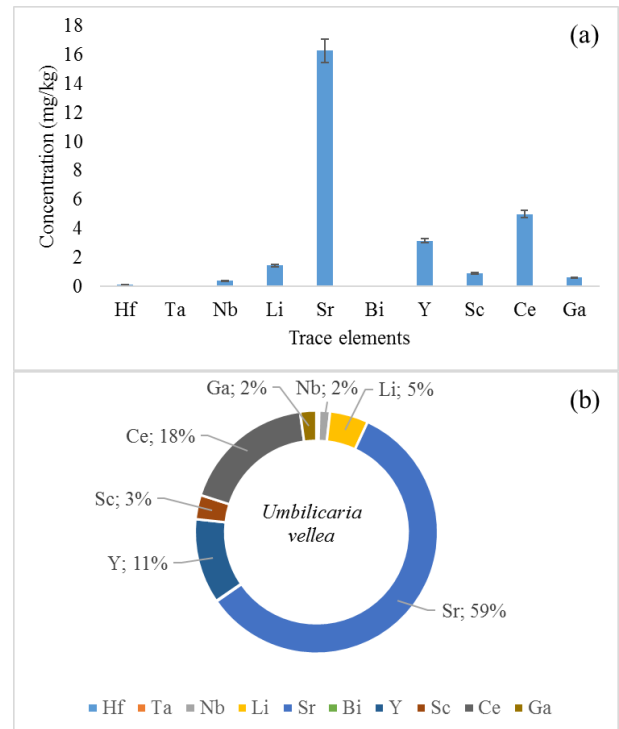 (a)
Concentration (mg/kg)
18
16
14
12
10
8
6
4
2
0
Hf Ta Nb Li Sr Bi Y Sc Ce Ga
Trace elements
(b)
Ga; 2% Nb; 2% Li; 5%
Ce; 18%
Sc; 3%
Y; 11%
Sr; 59%
Umbilicaria
vellea
Hf Ta Nb Li Sr Bi Y Sc Ce Ga